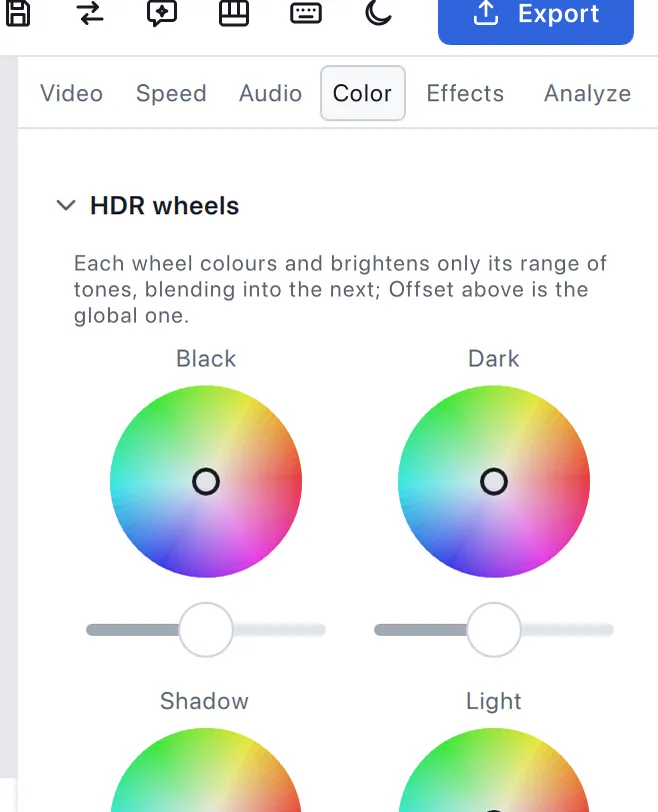 Export
Video Speed Audio Color Effects Analyze
HDR wheels
Each wheel colours and brightens only its range of
tones, blending into the next; Offset above is the
global one.
Black Dark
Shadow Light